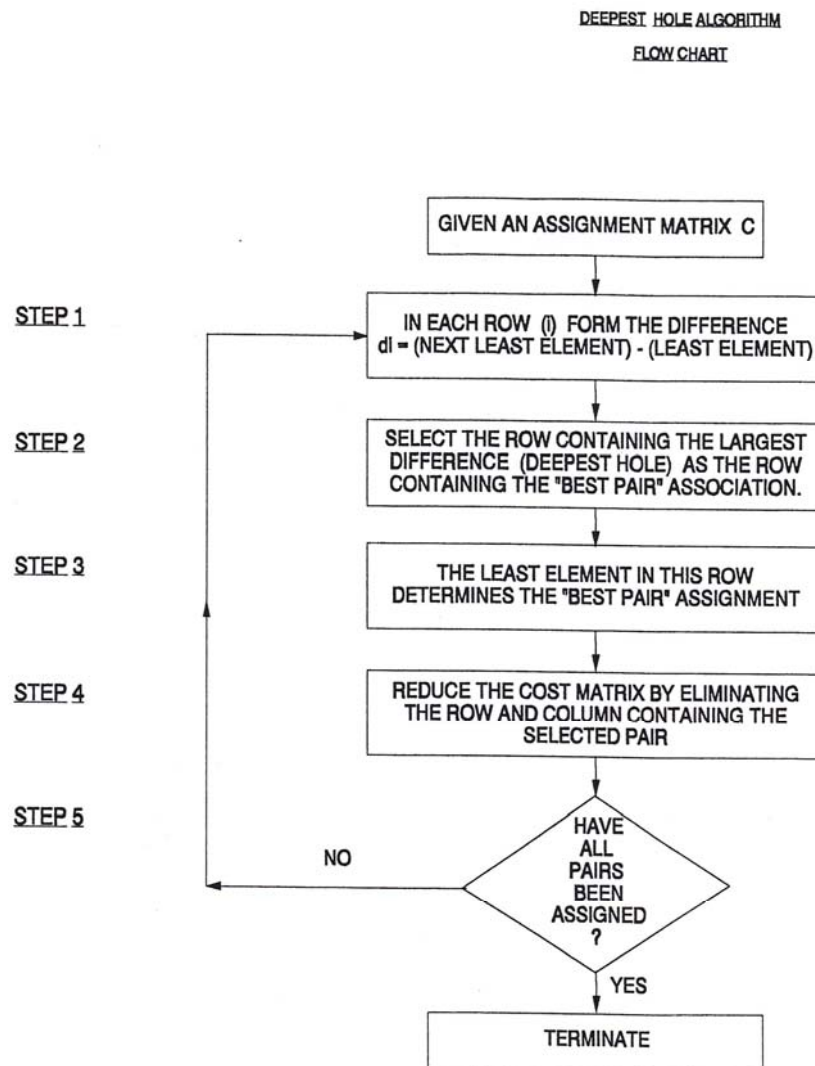 DEEPEST HOLE ALGORITHM
FLOW CHART
GIVEN AN ASSIGNMENT MATRIX C
STEP 1
IN EACH ROW (i) FORM THE DIFFERENCE
di = (NEXT LEAST ELEMENT) - (LEAST ELEMENT)
STEP 2
SELECT THE ROW CONTAINING THE LARGEST
DIFFERENCE (DEEPEST HOLE) AS THE ROW
CONTAINING THE "BEST PAIR" ASSOCIATION.
STEP 3
THE LEAST ELEMENT IN THIS ROW
DETERMINES THE "BEST PAIR" ASSIGNMENT
STEP 4
REDUCE THE COST MATRIX BY ELIMINATING
THE ROW AND COLUMN CONTAINING THE
SELECTED PAIR
STEP 5
HAVE
ALL
PAIRS
BEEN
ASSIGNED
?
NO
YES
TERMINATE